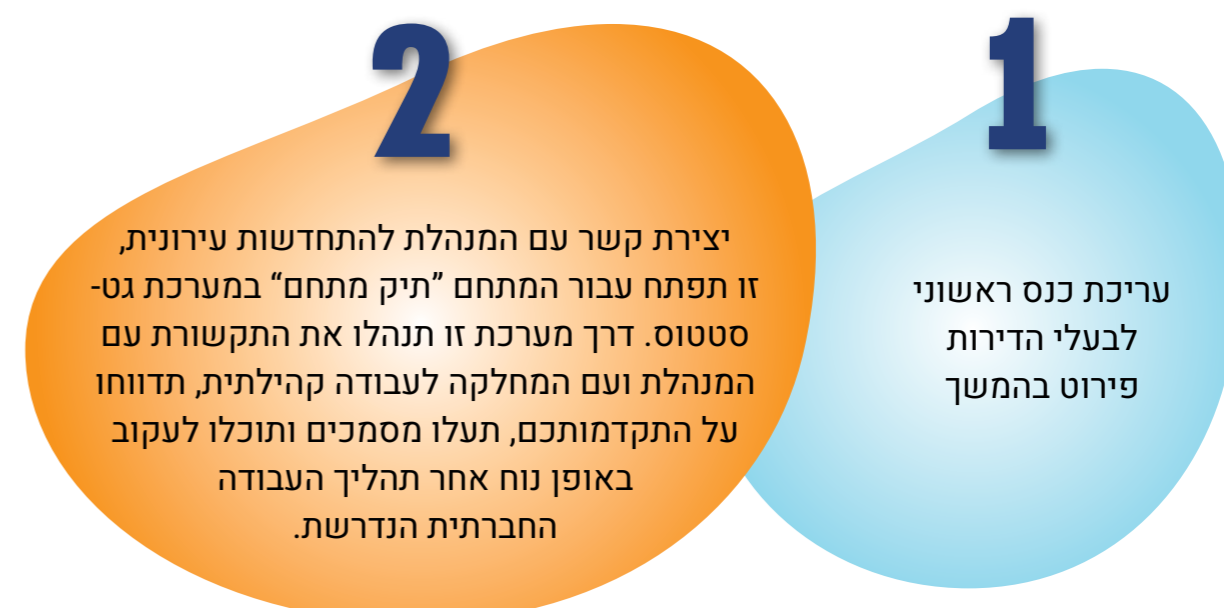 1
עריכת כנס ראשוני
לבעלי הדירות
פירוט בהמשך
2
יצירת קשר עם המנהלת להתחדשות עירונית,
זו תפתח עבור המתחם "תיק מתחם" במערכת גט-
סטטוס. דרך מערכת זו תנהלו את התקשורת עם
המנהלת ועם המחלקה לעבודה קהילתית, תדווחו
על התקדמותכם, תעלו מסמכים ותוכלו לעקוב
באופן נוח אחר תהליך העבודה
החברתית הנדרשת.